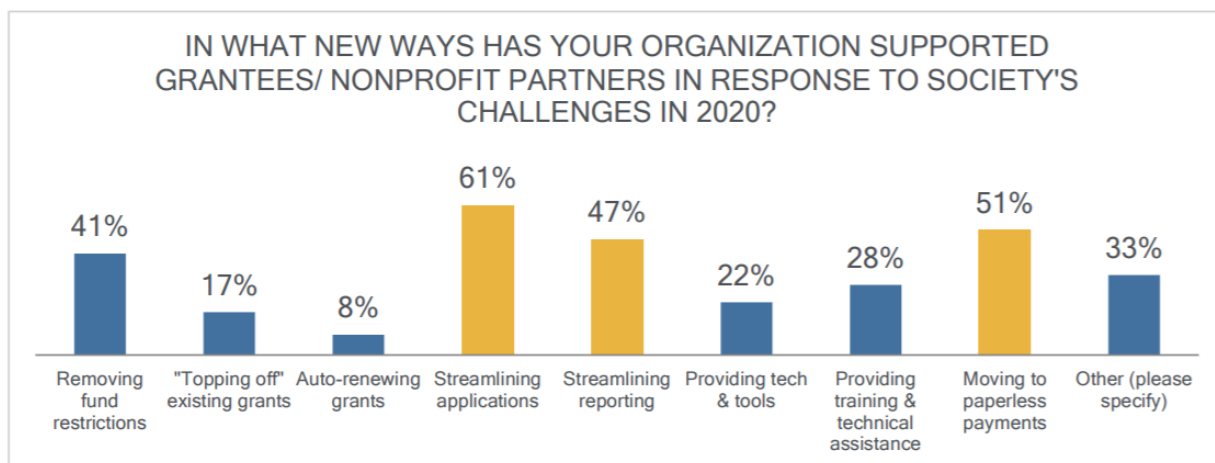 IN WHAT NEW WAYS HAS YOUR ORGANIZATION SUPPORTED
GRANTEES/ NONPROFIT PARTNERS IN RESPONSE TO SOCIETY'S
CHALLENGES IN 2020?
41%
17%
8%
61%
47%
22%
28%
51%
33%
Removing
fund
restrictions
"Topping off"
existing grants
Auto-renewing
grants
Streamlining
applications
Streamlining
reporting
Providing tech
& tools
Providing
training &
technical
assistance
Moving to
paperless
payments
Other (please
specify)